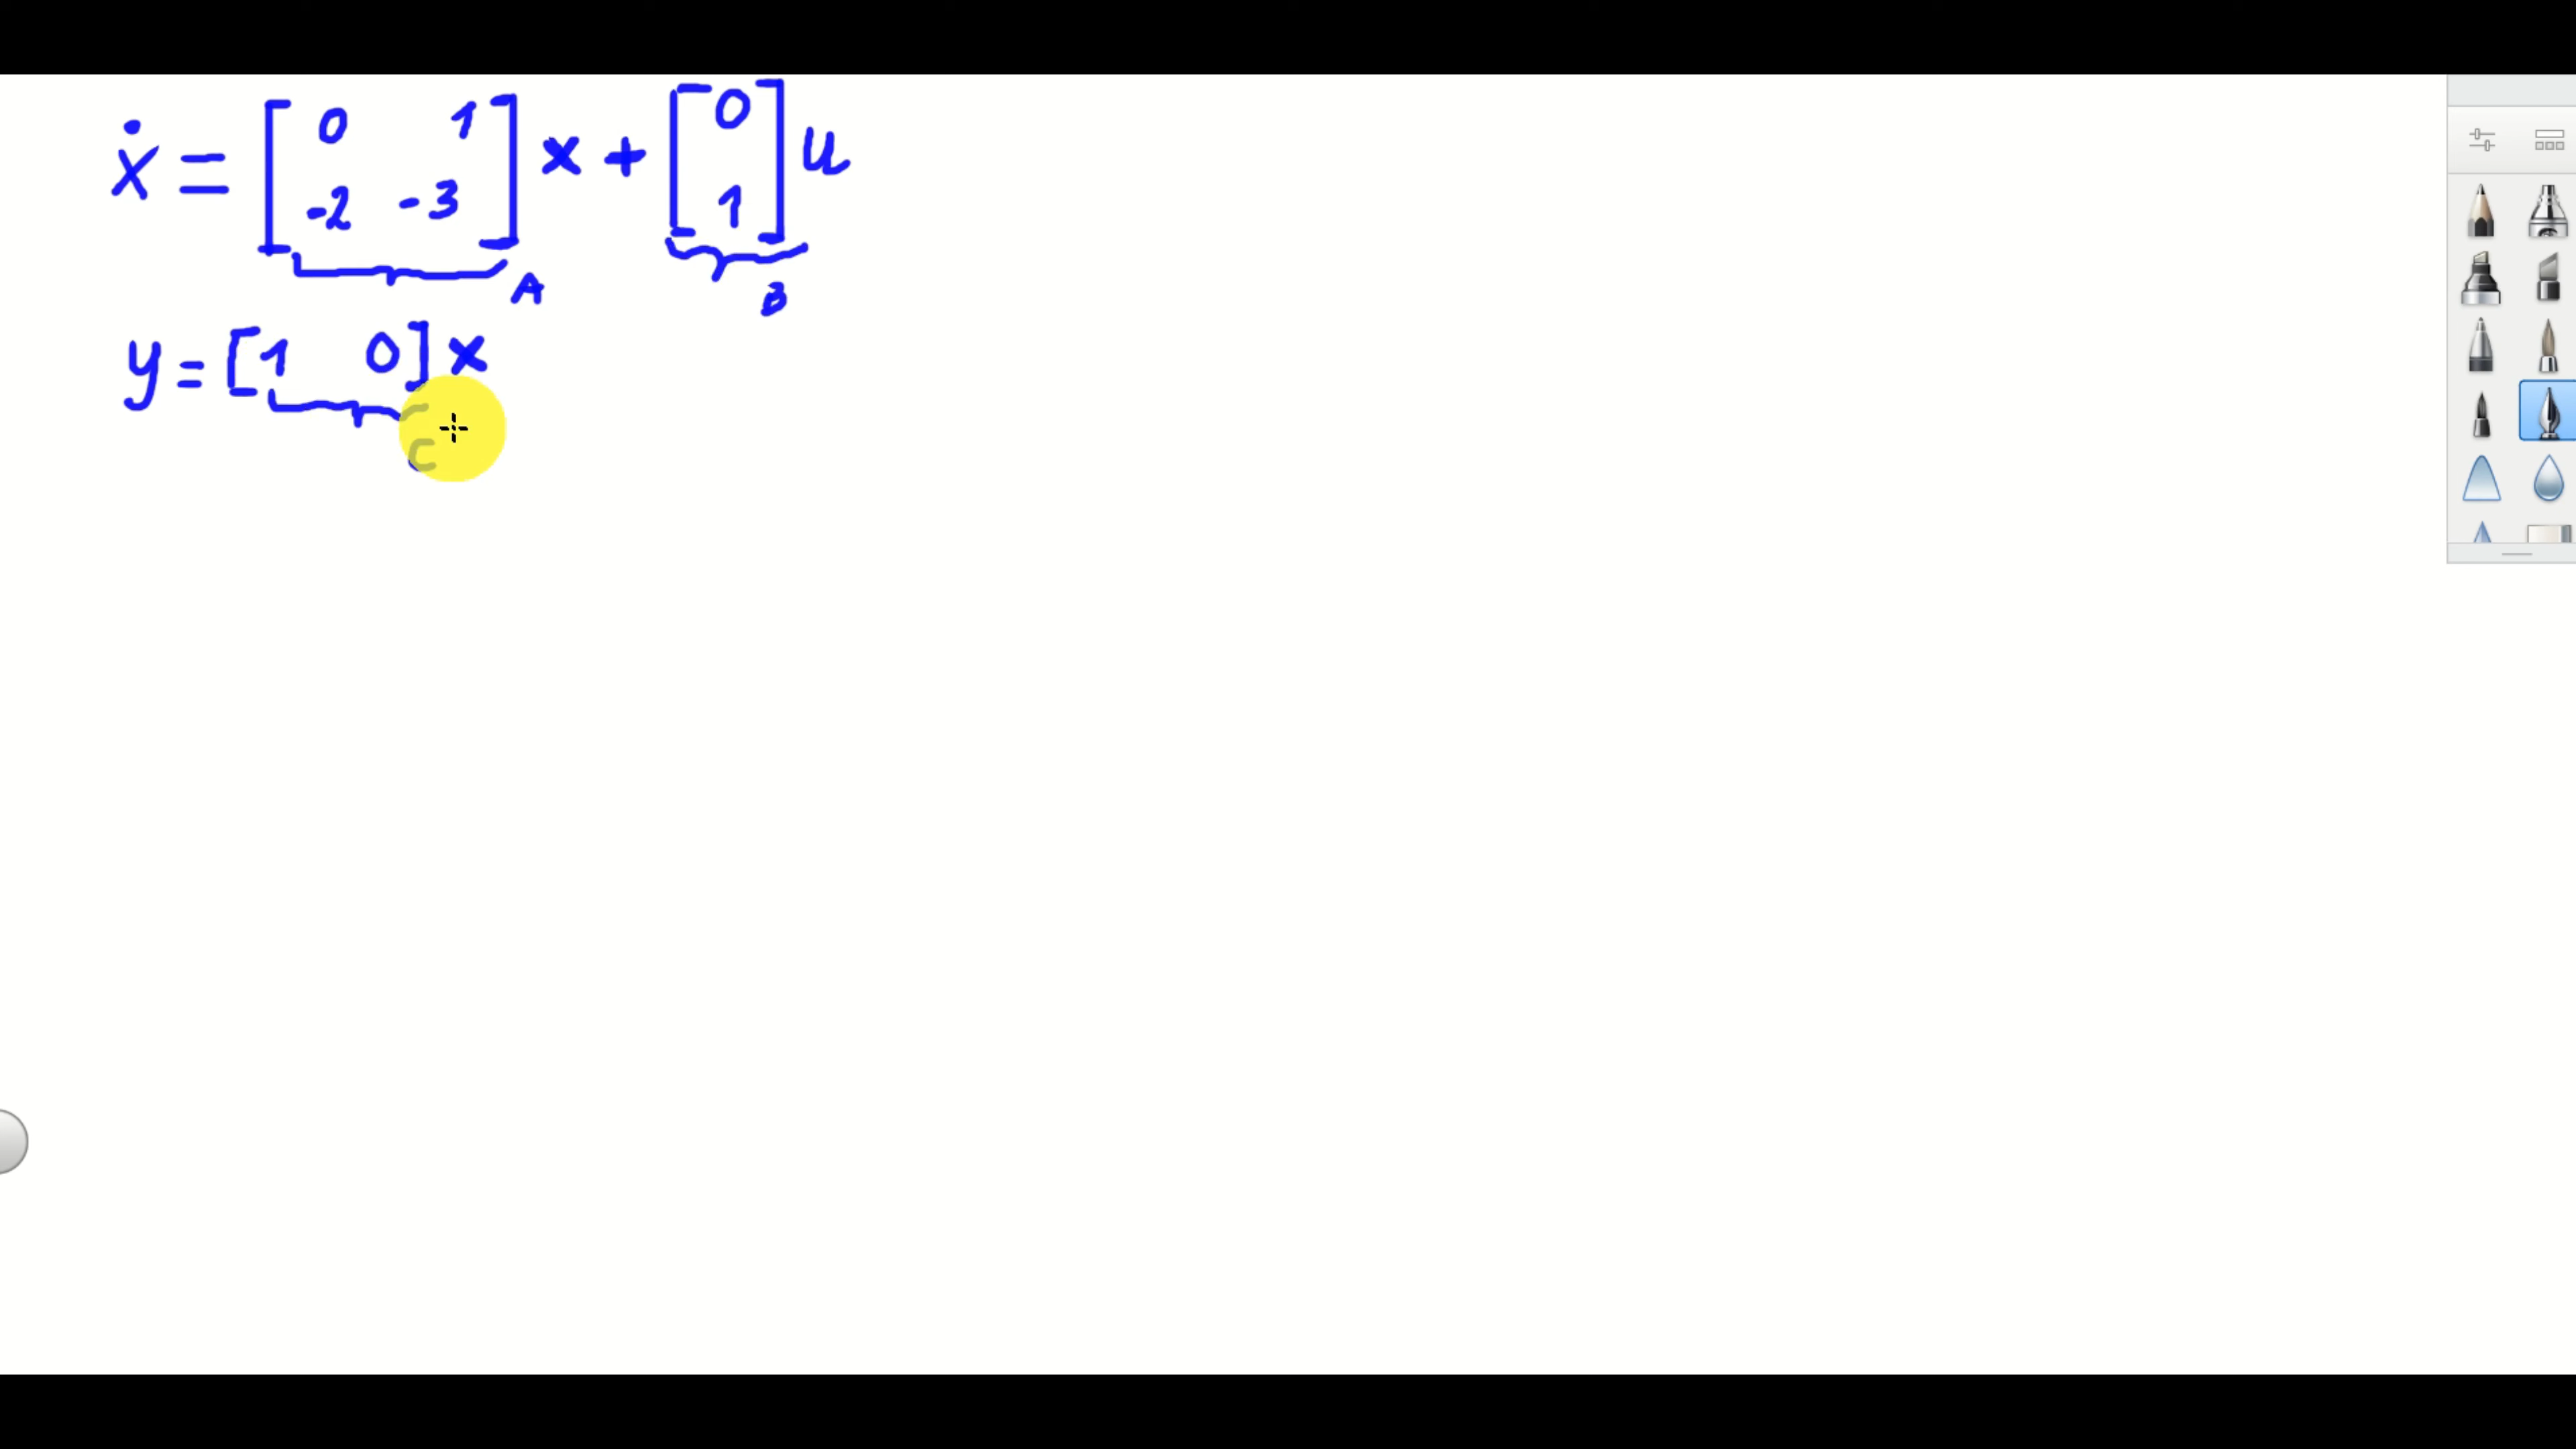 ẋ = [0 1; -2 -3] x + [0; 1] u
A B
y = [1 0] x
C